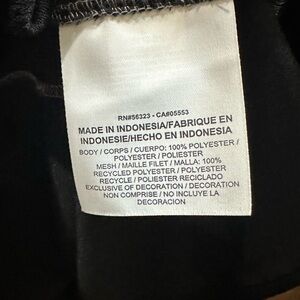 RN#56323 - CA#05553
MADE IN INDONESIA/FABRIQUE EN
INDONESIE/HECHO EN INDONESIA
BODY / CORPS / CUERPO: 100% POLYESTER /
POLYESTER / POLIESTER
MESH / MAILLE FILET / MALLA: 100%
RECYCLED POLYESTER / POLYESTER
RECYCLE / POLIESTER RECICLADO
EXCLUSIVE OF DECORATION / DECORATION
NON COMPRISE / NO INCLUYE LA
DECORACION